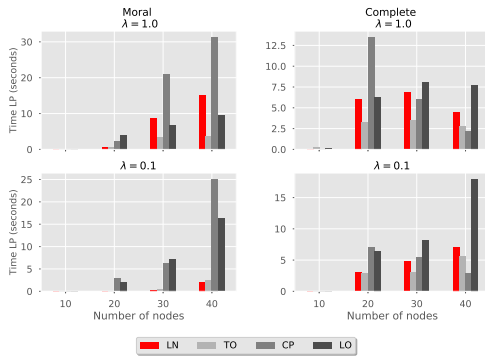 Moral
λ = 1.0
Time LP (seconds)
30
20
10
0
Complete
λ = 1.0
12.5
10.0
7.5
5.0
2.5
0.0
λ = 0.1
Time LP (seconds)
25
20
15
10
5
0
10 20 30 40
Number of nodes
λ = 0.1
15
10
5
0
10 20 30 40
Number of nodes
LN TO CP LO